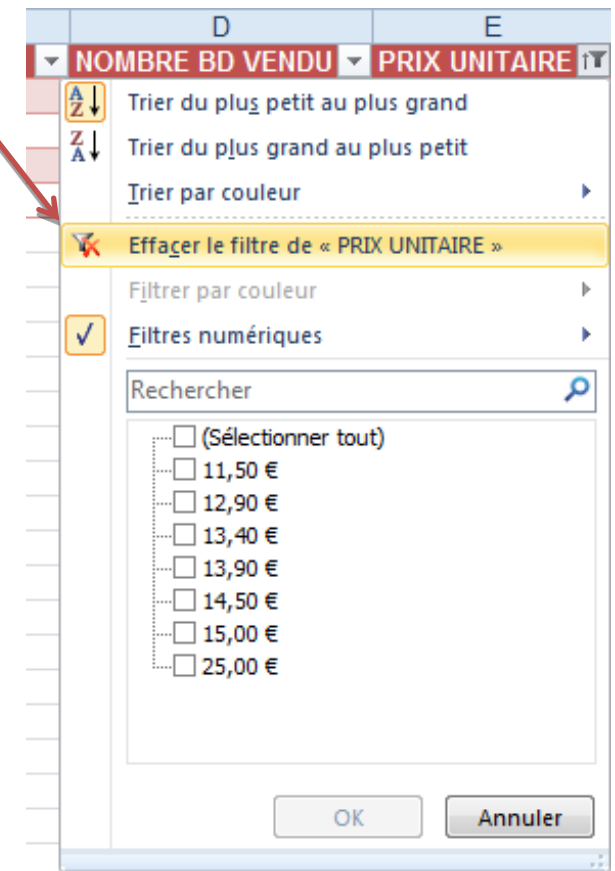 D E
NOMBRE BD VENDU PRIX UNITAIRE
Trier du plus petit au plus grand
Trier du plus grand au plus petit
Trier par couleur
Effacer le filtre de « PRIX UNITAIRE »
Filtrer par couleur
Filtres numériques
Rechercher
(Sélectionner tout)
11,50 €
12,90 €
13,40 €
13,90 €
14,50 €
15,00 €
25,00 €
OK Annuler